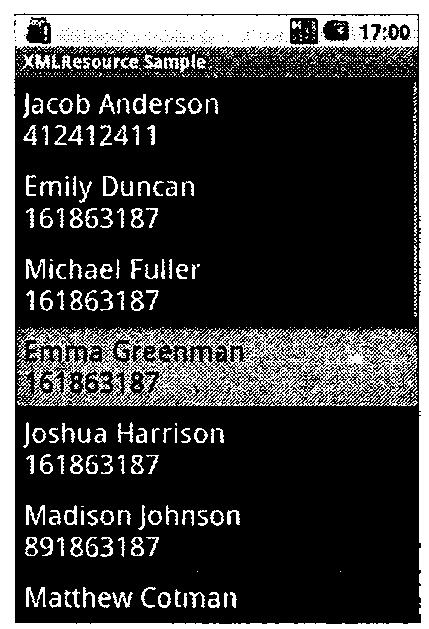 17:00
XMLResource Sample
Jacob Anderson
412412411
Emily Duncan
161863187
Michael Fuller
161863187
Emma Greenman
161863187
Joshua Harrison
161863187
Madison Johnson
891863187
Matthew Cotman